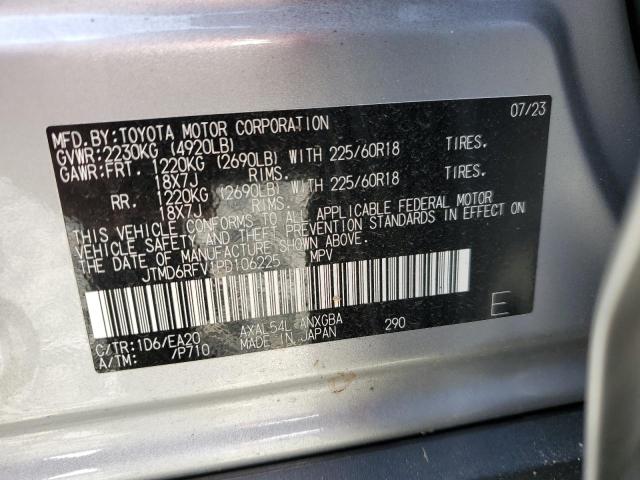 MFD.BY:TOYOTA MOTOR CORPORATION 07/23
GVWR:2230KG (4920LB)
GAWR:FRT. 1220KG (2690LB) WITH 225/60R18 TIRES.
18X7J RIMS.
RR. 1220KG (2690LB) WITH 225/60R18 TIRES.
18X7J RIMS.
THIS VEHICLE CONFORMS TO ALL APPLICABLE FEDERAL MOTOR
VEHICLE SAFETY AND THEFT PREVENTION STANDARDS IN EFFECT ON
THE DATE OF MANUFACTURE SHOWN ABOVE.
MPV
E
C/TR:1D6/EA20 AXAL54L ANXGBA 290
A/TM: /P710 MADE IN JAPAN